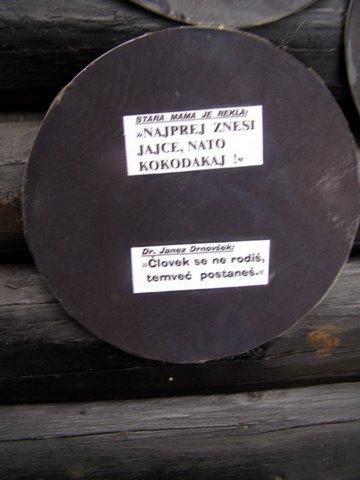 STARA MAMA JE REKLA:
»NAJPREJ ZNESI
JAJCE, NATO
KOKODAKAJ !«
Dr. Janez Drnovšek:
»Človek se ne rodiš,
temveč postaneš.«